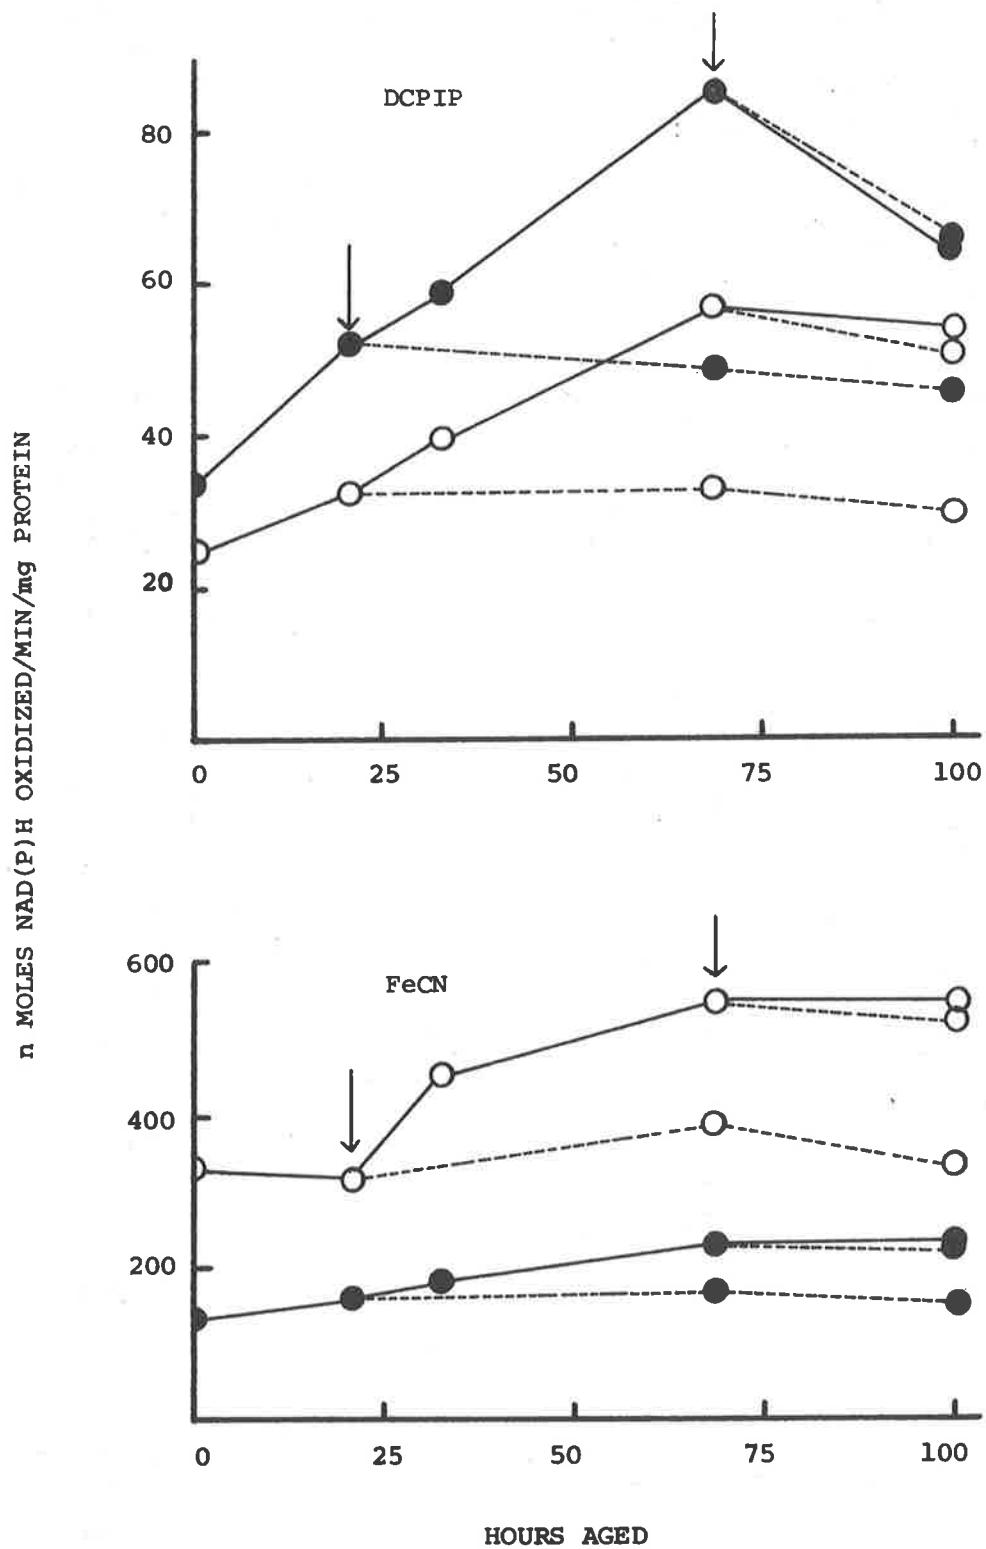 n MOLES NAD(P)H OXIDIZED/MIN/mg PROTEIN
DCPIP
80
60
40
20
0 25 50 75 100
FeCN
600
400
200
0 25 50 75 100
HOURS AGED